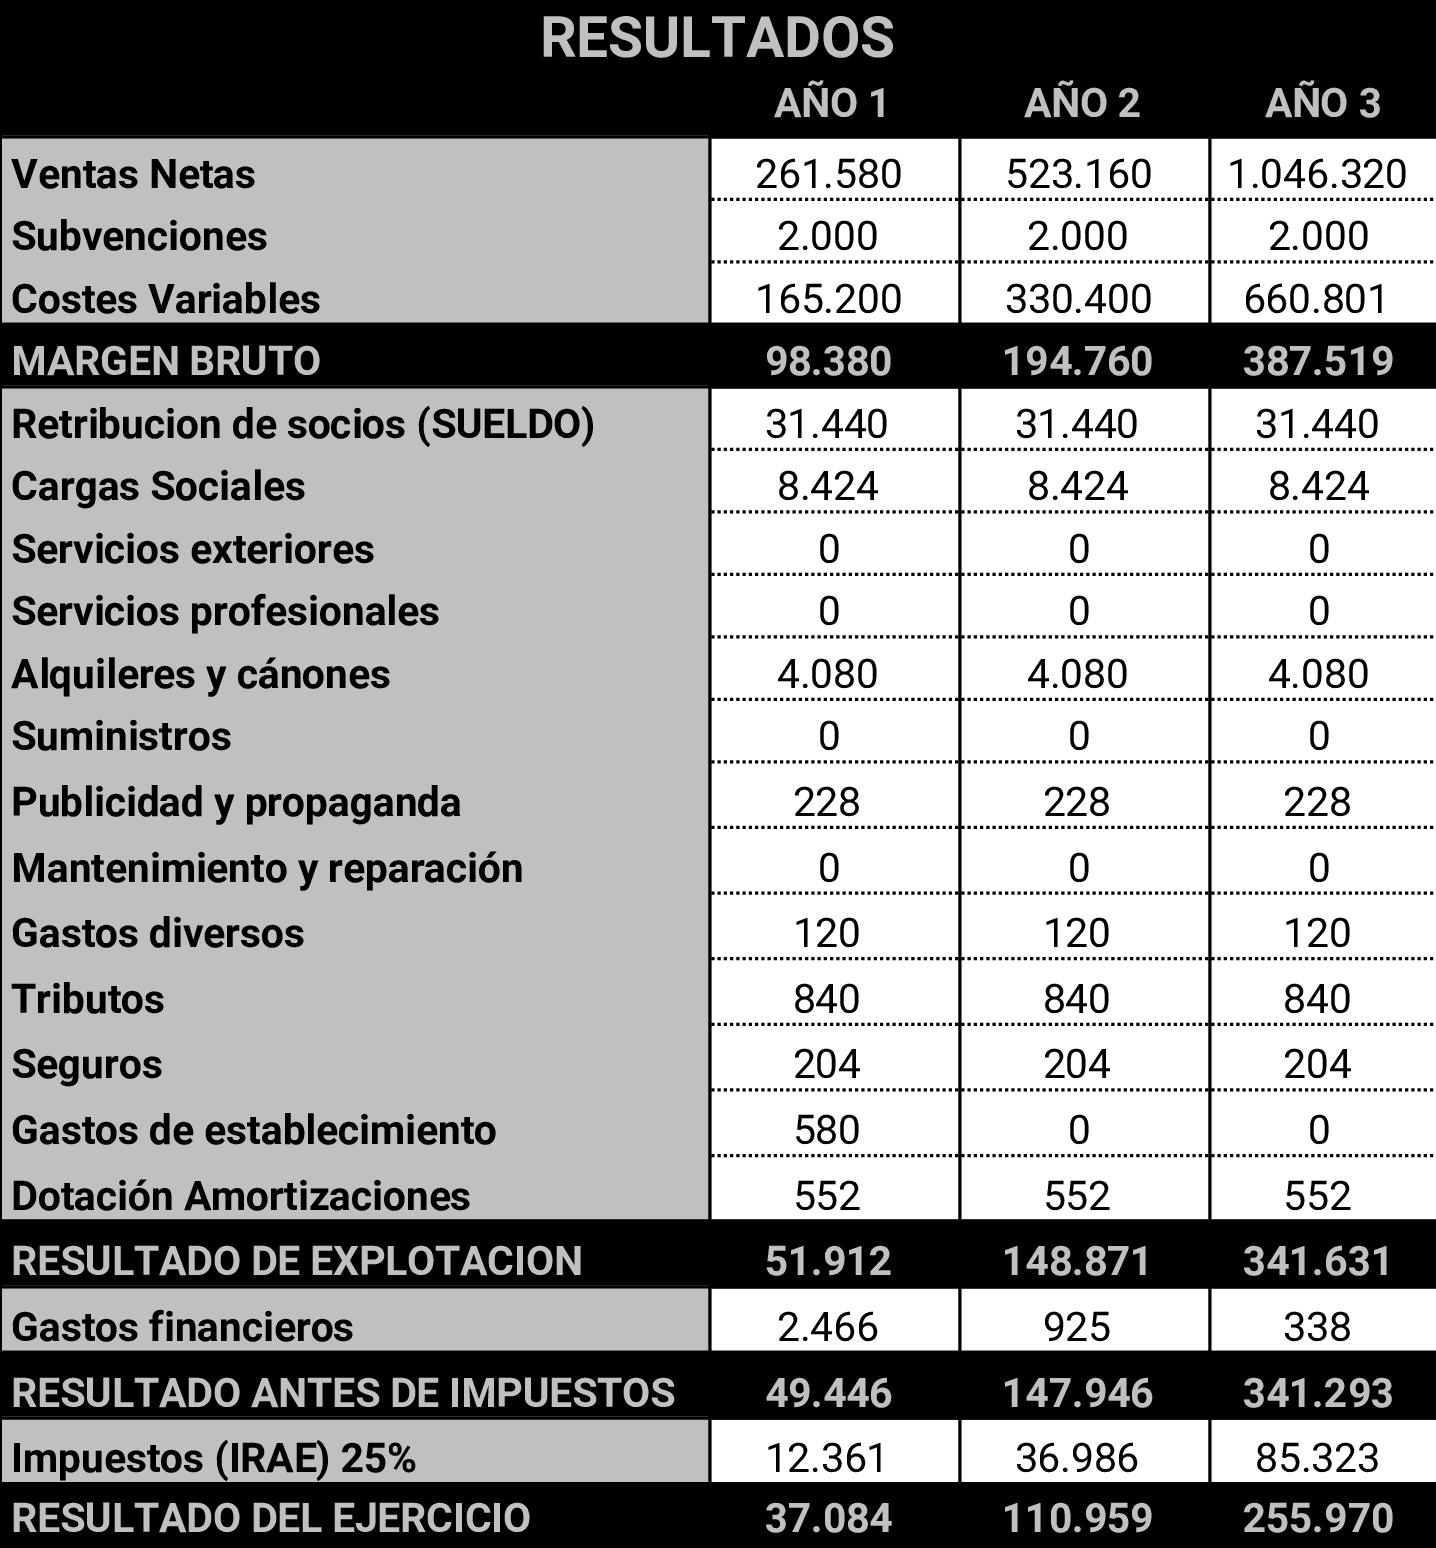 RESULTADOS
AÑO 1 AÑO 2 AÑO 3
Ventas Netas 261.580 523.160 1.046.320
Subvenciones 2.000 2.000 2.000
Costes Variables 165.200 330.400 660.801
MARGEN BRUTO 98.380 194.760 387.519
Retribucion de socios (SUELDO) 31.440 31.440 31.440
Cargas Sociales 8.424 8.424 8.424
Servicios exteriores 0 0 0
Servicios profesionales 0 0 0
Alquileres y cánones 4.080 4.080 4.080
Suministros 0 0 0
Publicidad y propaganda 228 228 228
Mantenimiento y reparación 0 0 0
Gastos diversos 120 120 120
Tributos 840 840 840
Seguros 204 204 204
Gastos de establecimiento 580 0 0
Dotación Amortizaciones 552 552 552
RESULTADO DE EXPLOTACION 51.912 148.871 341.631
Gastos financieros 2.466 925 338
RESULTADO ANTES DE IMPUESTOS 49.446 147.946 341.293
Impuestos (IRAE) 25% 12.361 36.986 85.323
RESULTADO DEL EJERCICIO 37.084 110.959 255.970